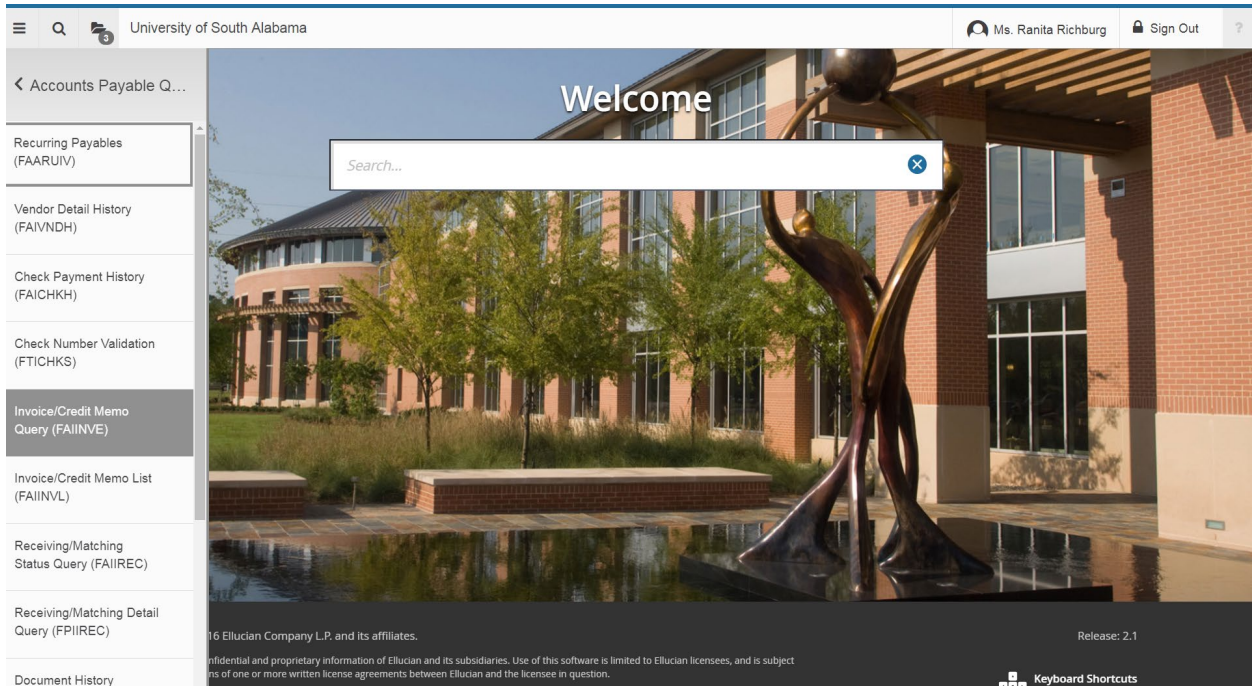 3
University of South Alabama
Ms. Ranita Richburg
Sign Out
?
Accounts Payable Q...
Recurring Payables
(FAARUIV)
Vendor Detail History
(FAIVNDH)
Check Payment History
(FAICHKH)
Check Number Validation
(FTICHKS)
Invoice/Credit Memo
Query (FAIINVE)
Invoice/Credit Memo List
(FAIINVL)
Receiving/Matching
Status Query (FAIIREC)
Receiving/Matching Detail
Query (FPIIREC)
Document History
Welcome
Search...
16 Ellucian Company L.P. and its affiliates.
nfidential and proprietary information of Ellucian and its subsidiaries. Use of this software is limited to Ellucian licensees, and is subject
ns of one or more written license agreements between Ellucian and the licensee in question.
Release: 2.1
Keyboard Shortcuts